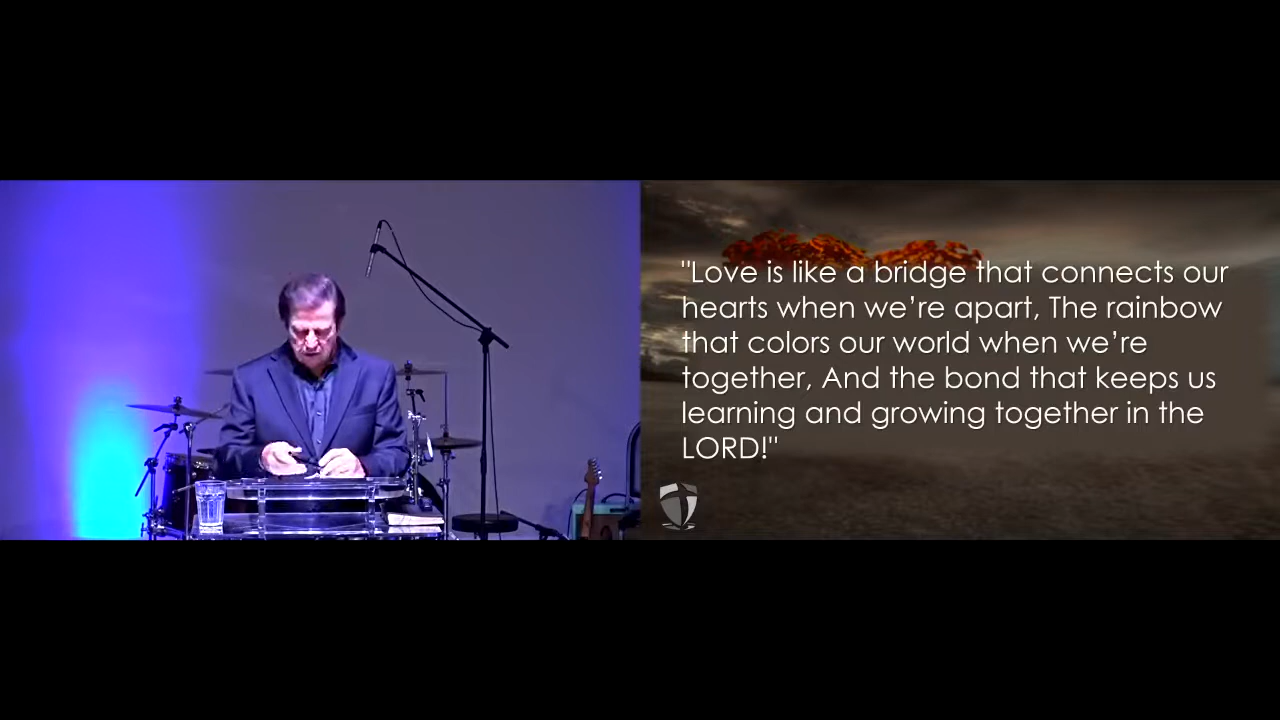 "Love is like a bridge that connects our
hearts when we’re apart, The rainbow
that colors our world when we’re
together, And the bond that keeps us
learning and growing together in the
LORD!"